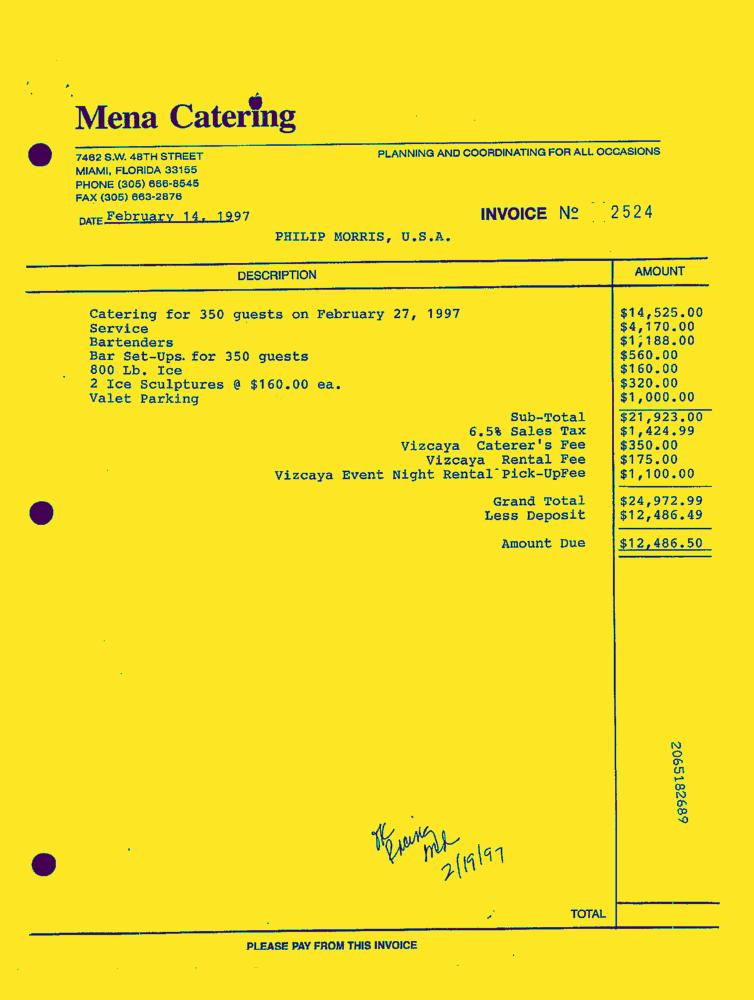 Mena Catering
7462 S.W. 48TH STREET
PLANNING AND COORDINATING FOR ALL OCCASIONS
MIAMI, FLORIDA 33155
PHONE (305) 666-8545
FAX (305) 663-2876
DATE February 14, 1997
INVOICE Nº 2524
PHILIP MORRIS, U.S.A.
DESCRIPTION AMOUNT
Catering for 350 guests on February 27, 1997 $14,525.00
Service $4,170.00
Bartenders $1,188.00
Bar Set-Ups. for 350 guests $560.00
800 Lb. Ice $160.00
2 Ice Sculptures @ $160.00 ea. $320.00
Valet Parking $1,000.00
Sub-Total $21,923.00
6.5% Sales Tax $1,424.99
Vizcaya Caterer's Fee $350.00
Vizcaya Rental Fee $175.00
Vizcaya Event Night Rental Pick-UpFee $1,100.00
Grand Total $24,972.99
Less Deposit $12,486.49
Amount Due $12,486.50
2065182689
OK
Racing
2/19/97
TOTAL
PLEASE PAY FROM THIS INVOICE